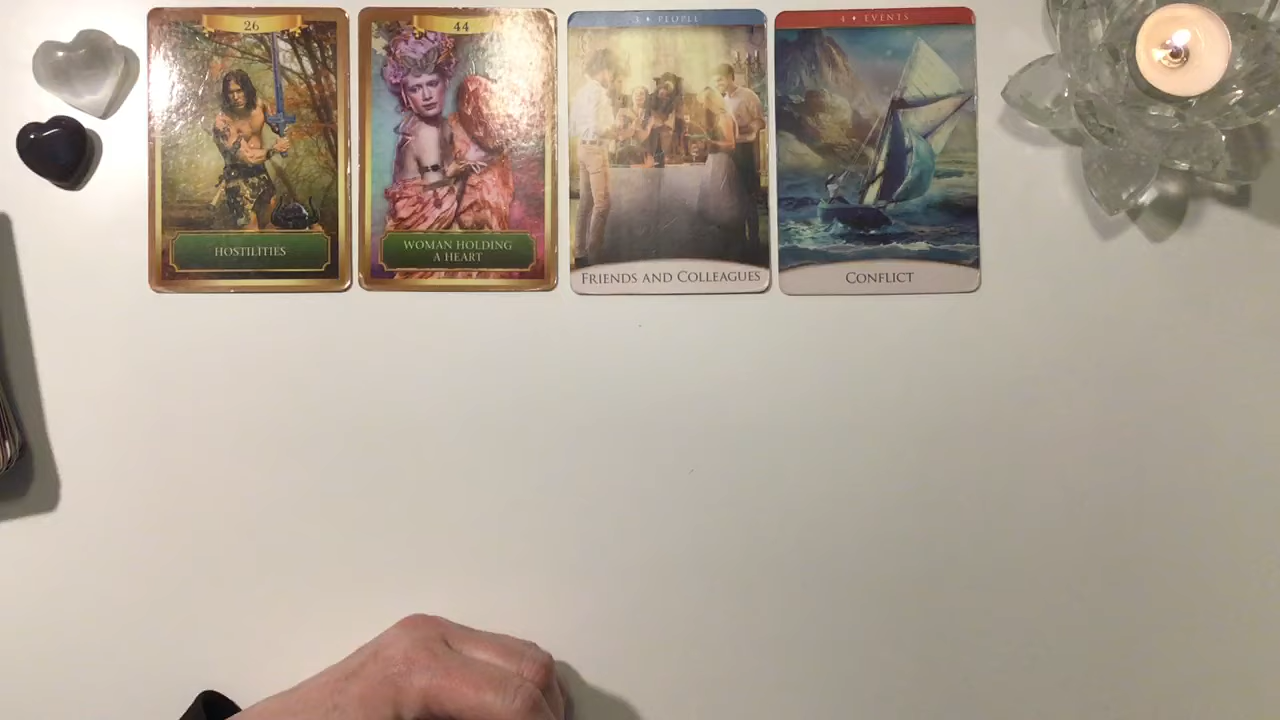 26
HOSTILITIES
44
WOMAN HOLDING
A HEART
3 ♦ PEOPLE
FRIENDS AND COLLEAGUES
4 ♦ EVENTS
CONFLICT